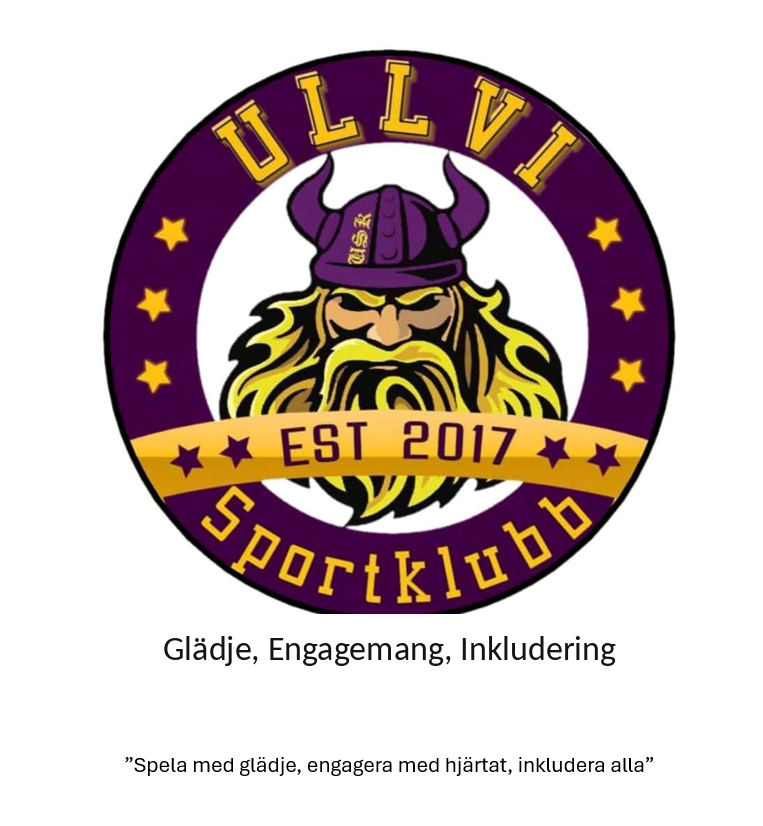 ULLVI
USK
EST 2017
Sportklubb
Glädje, Engagemang, Inkludering
”Spela med glädje, engagera med hjärtat, inkludera alla”